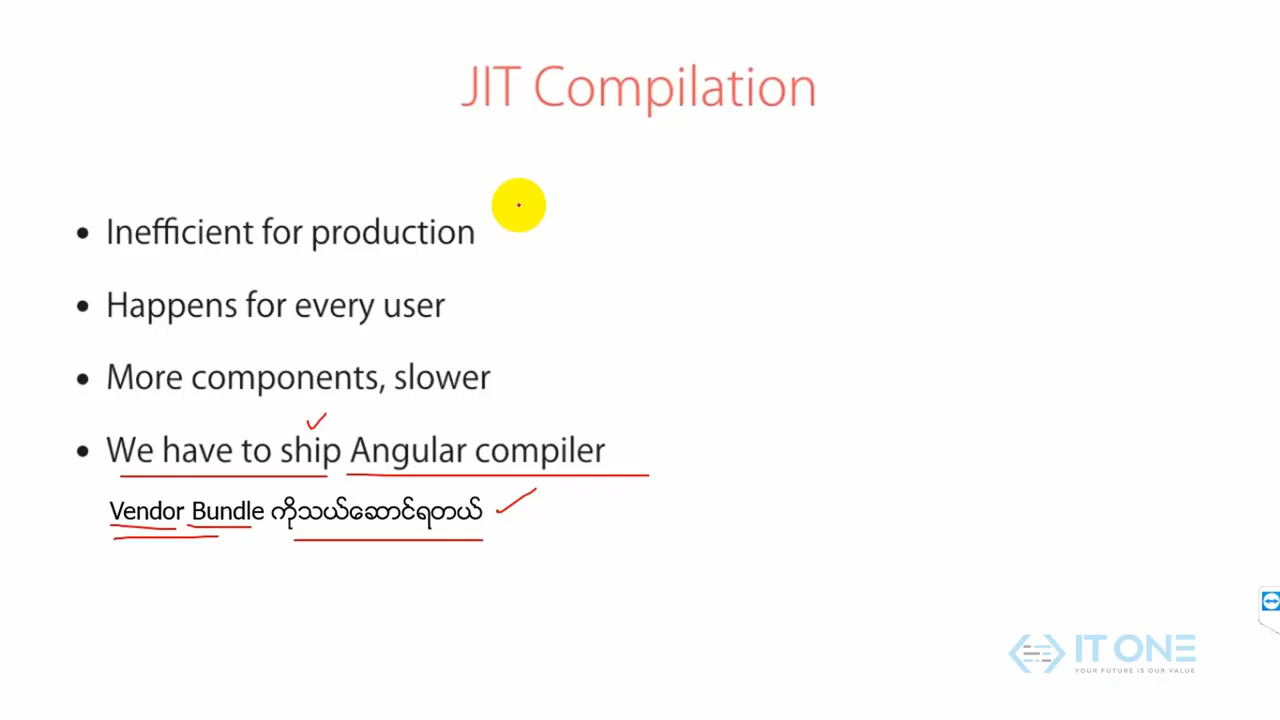 JIT Compilation
• Inefficient for production
• Happens for every user
• More components, slower
• We have to ship Angular compiler
Vendor Bundle ကိုသယ်ဆောင်ရတယ်
IT ONE
YOUR FUTURE IS OUR VALUE